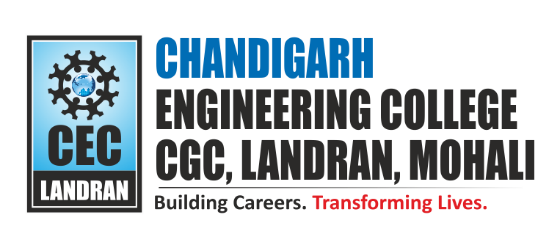 CEC
LANDRAN
CHANDIGARH
ENGINEERING COLLEGE
CGC, LANDRAN, MOHALI
Building Careers. Transforming Lives.